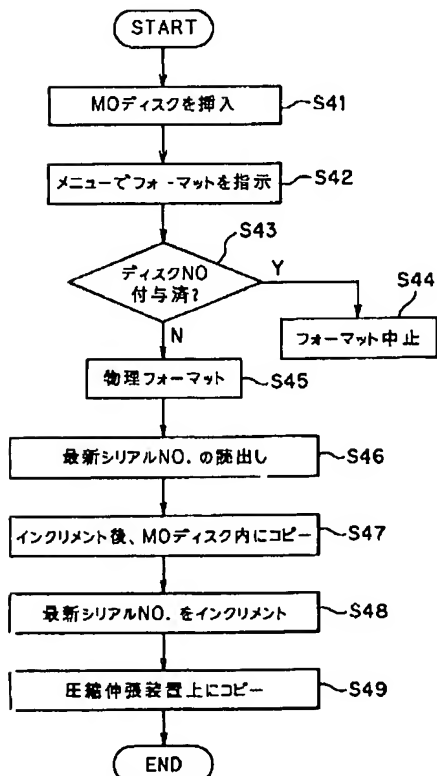 START
MOディスクを挿入
S41
メニューでフォーマットを指示
S42
S43
ディスクNO
付与済?
Y
S44
N
フォーマット中止
物理フォーマット
S45
最新シリアルNO.の読出し
S46
インクリメント後、MOディスク内にコピー
S47
最新シリアルNO.をインクリメント
S48
圧縮伸張装置上にコピー
S49
END